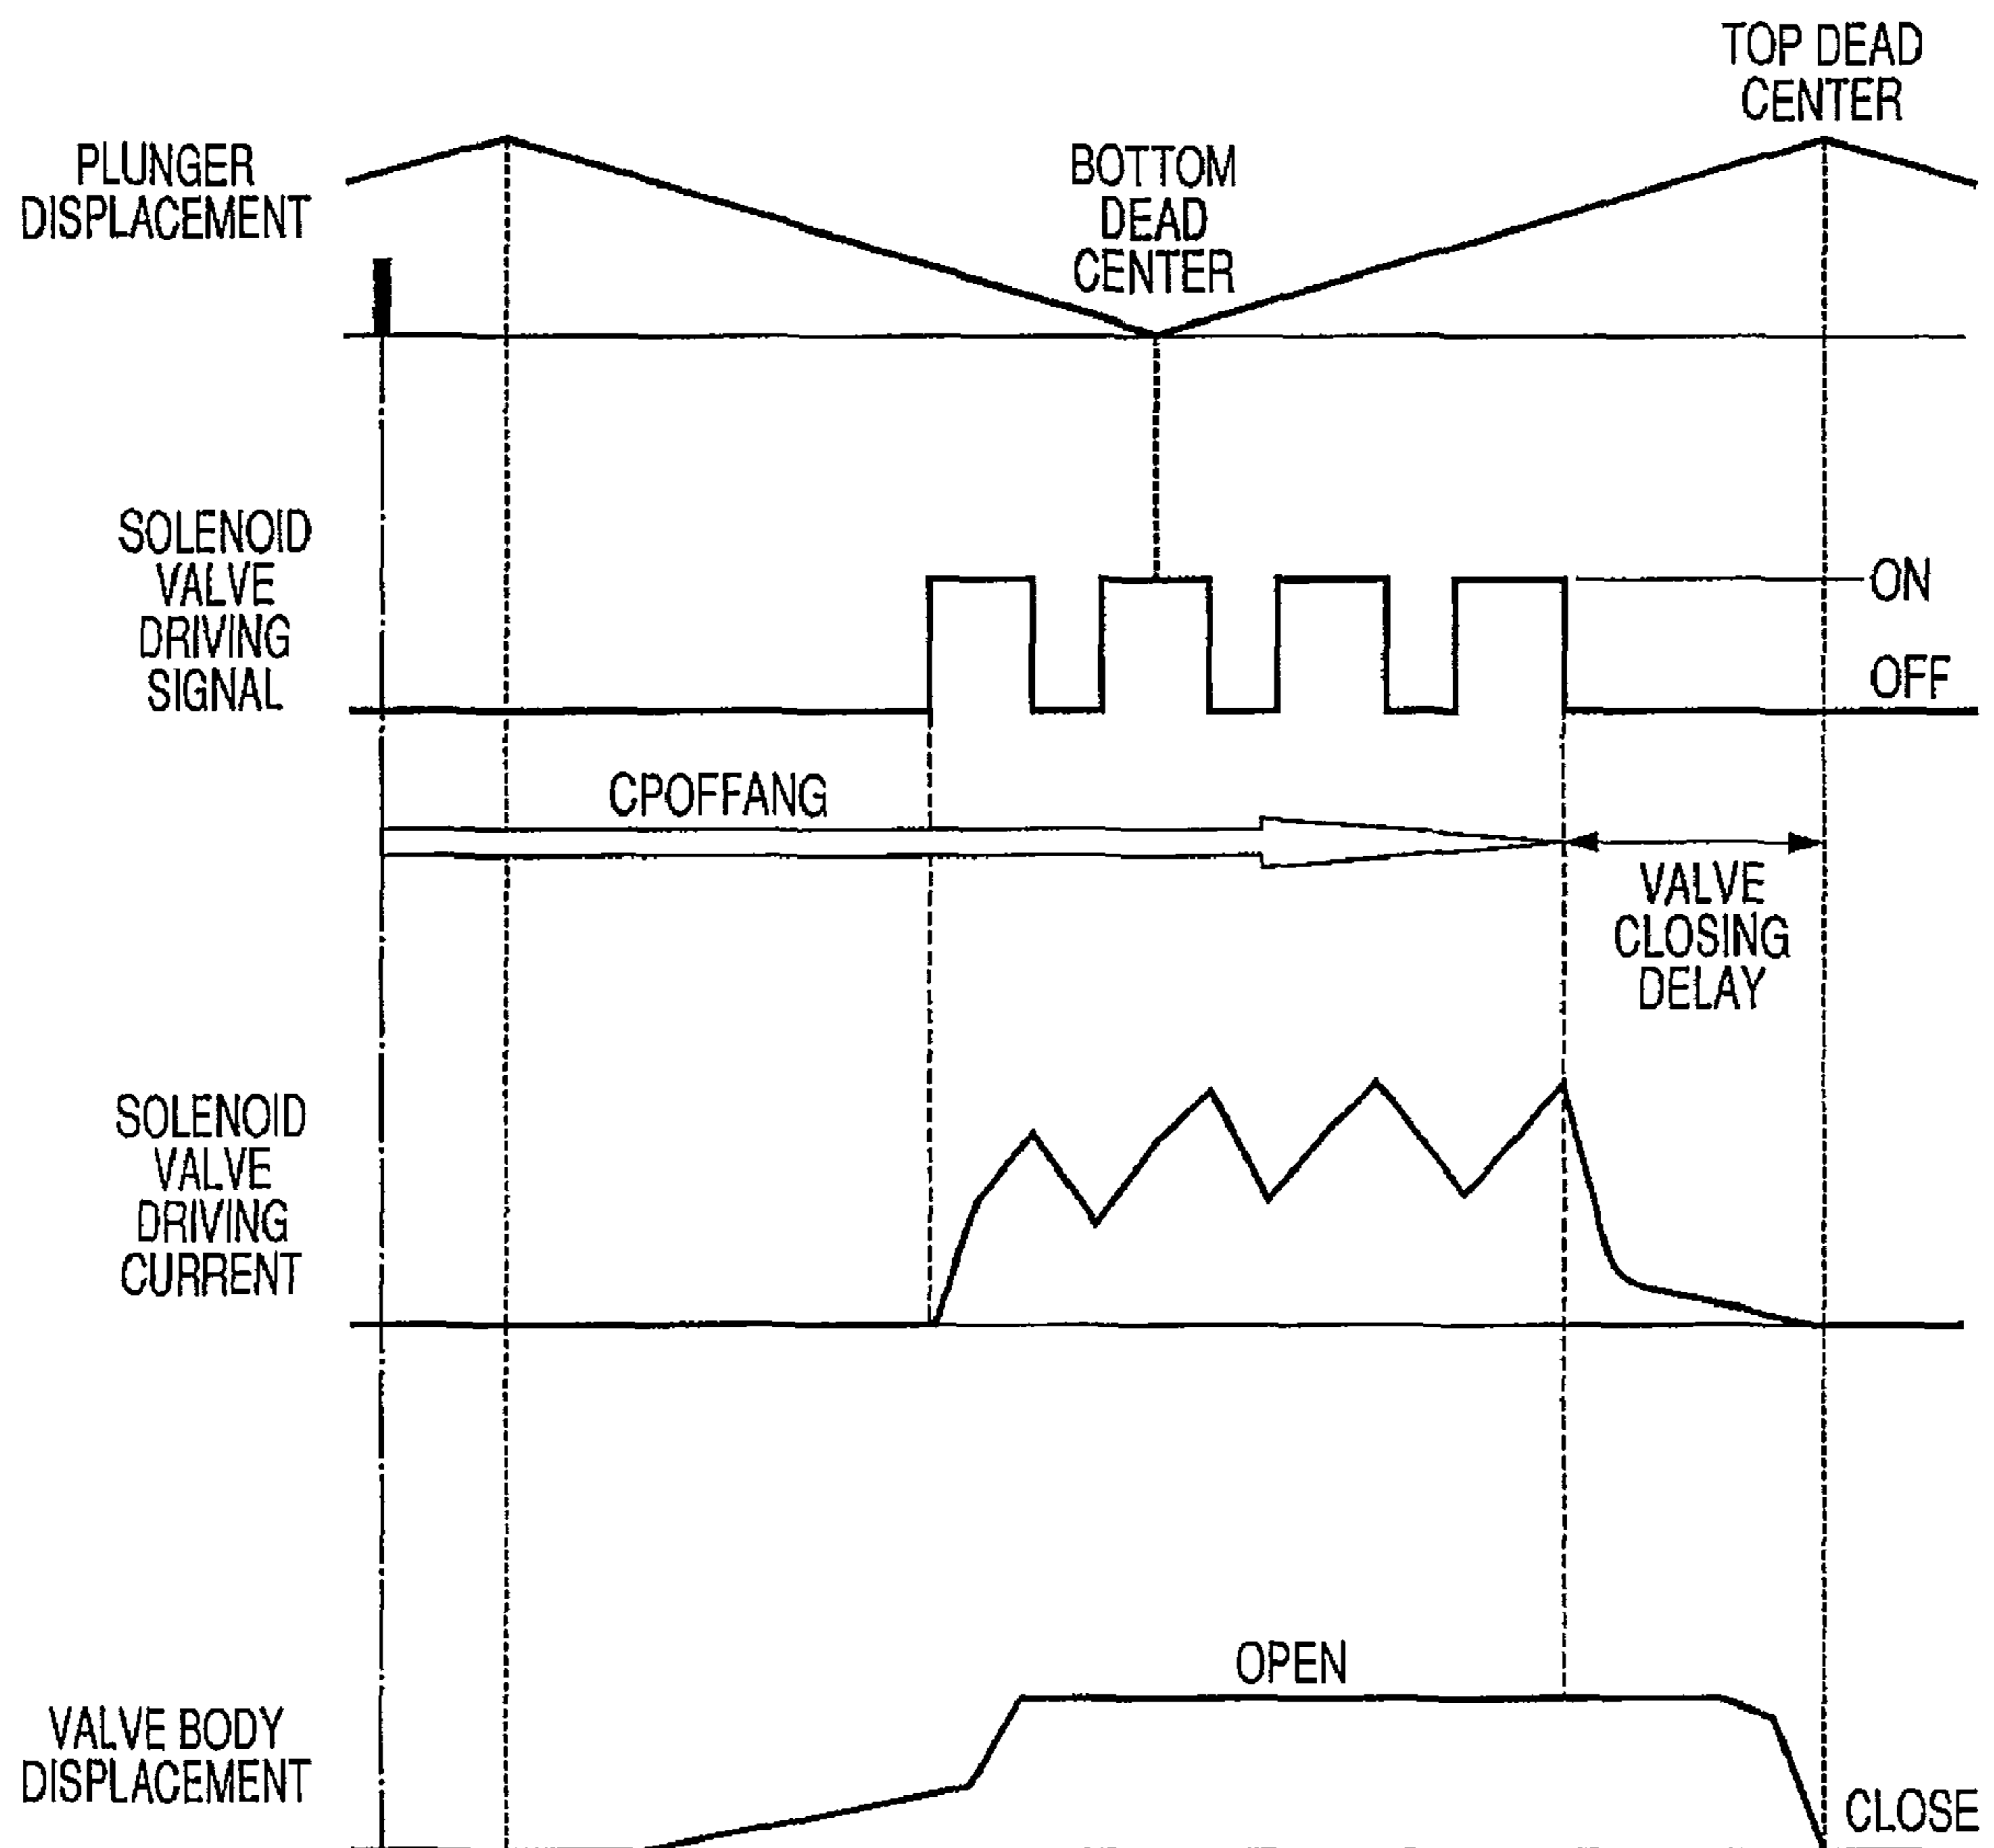 TOP DEAD
CENTER
PLUNGER
DISPLACEMENT
BOTTOM
DEAD
CENTER
SOLENOID
VALVE
DRIVING
SIGNAL
ON
OFF
CPOFFANG
VALVE
CLOSING
DELAY
SOLENOID
VALVE
DRIVING
CURRENT
OPEN
VALVE BODY
DISPLACEMENT
CLOSE